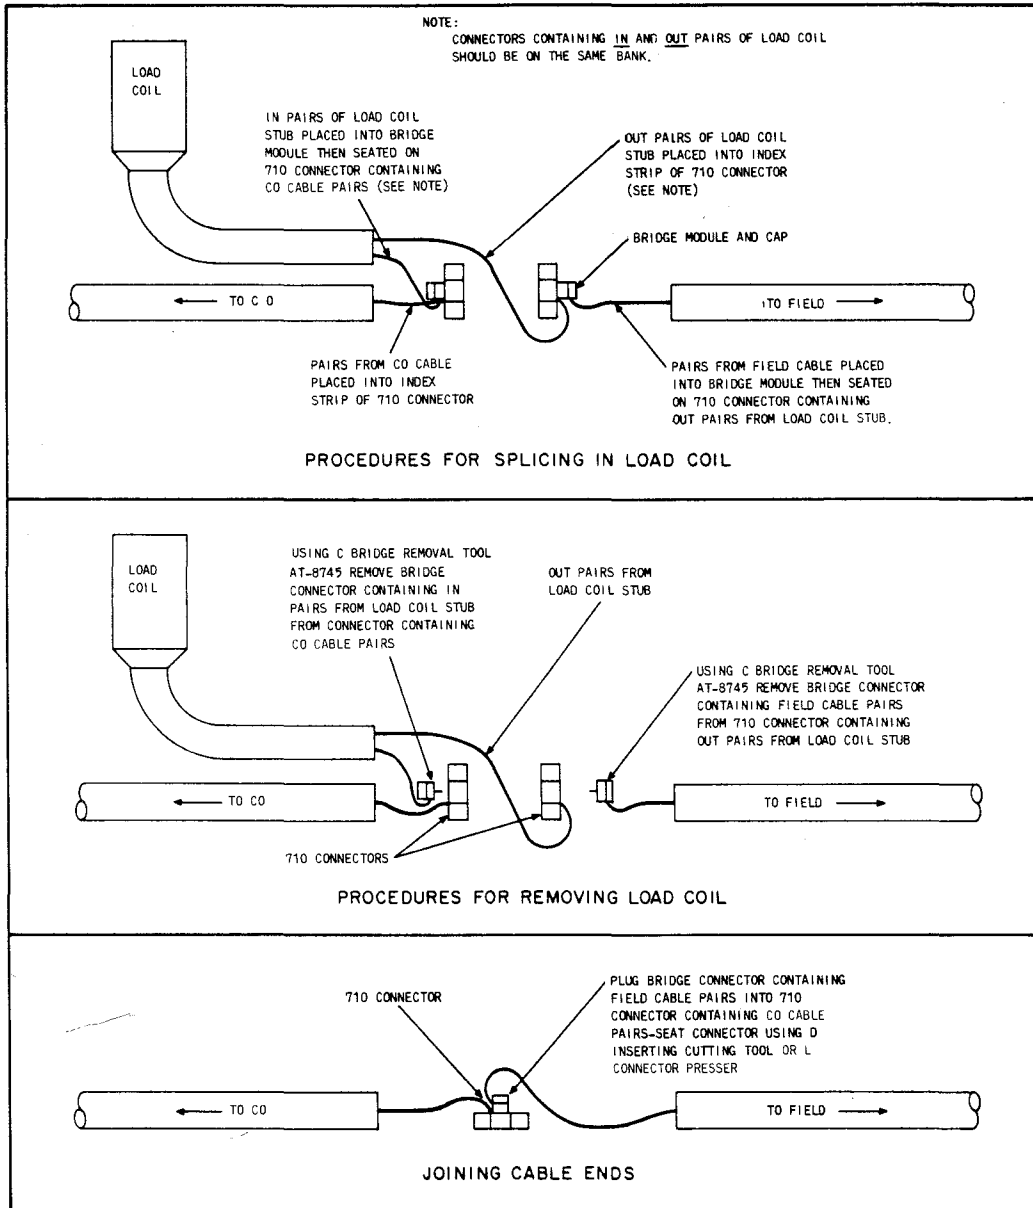 NOTE:
CONNECTORS CONTAINING IN AND OUT PAIRS OF LOAD COIL
SHOULD BE ON THE SAME BANK.
LOAD
COIL
IN PAIRS OF LOAD COIL
STUB PLACED INTO BRIDGE
MODULE THEN SEATED ON
710 CONNECTOR CONTAINING
CO CABLE PAIRS (SEE NOTE)
OUT PAIRS OF LOAD COIL
STUB PLACED INTO INDEX
STRIP OF 710 CONNECTOR
(SEE NOTE)
BRIDGE MODULE AND CAP
TO C O
TO FIELD
PAIRS FROM CO CABLE
PLACED INTO INDEX
STRIP OF 710 CONNECTOR
PAIRS FROM FIELD CABLE PLACED
INTO BRIDGE MODULE THEN SEATED
ON 710 CONNECTOR CONTAINING
OUT PAIRS FROM LOAD COIL STUB.
PROCEDURES FOR SPLICING IN LOAD COIL
LOAD
COIL
USING C BRIDGE REMOVAL TOOL
AT-8745 REMOVE BRIDGE
CONNECTOR CONTAINING IN
PAIRS FROM LOAD COIL STUB
FROM CONNECTOR CONTAINING
CO CABLE PAIRS
OUT PAIRS FROM
LOAD COIL STUB
USING C BRIDGE REMOVAL TOOL
AT-8745 REMOVE BRIDGE CONNECTOR
CONTAINING FIELD CABLE PAIRS
FROM 710 CONNECTOR CONTAINING
OUT PAIRS FROM LOAD COIL STUB
TO CO
TO FIELD
710 CONNECTORS
PROCEDURES FOR REMOVING LOAD COIL
710 CONNECTOR
PLUG BRIDGE CONNECTOR CONTAINING
FIELD CABLE PAIRS INTO 710
CONNECTOR CONTAINING CO CABLE
PAIRS-SEAT CONNECTOR USING D
INSERTING CUTTING TOOL OR L
CONNECTOR PRESSER
TO CO
TO FIELD
JOINING CABLE ENDS